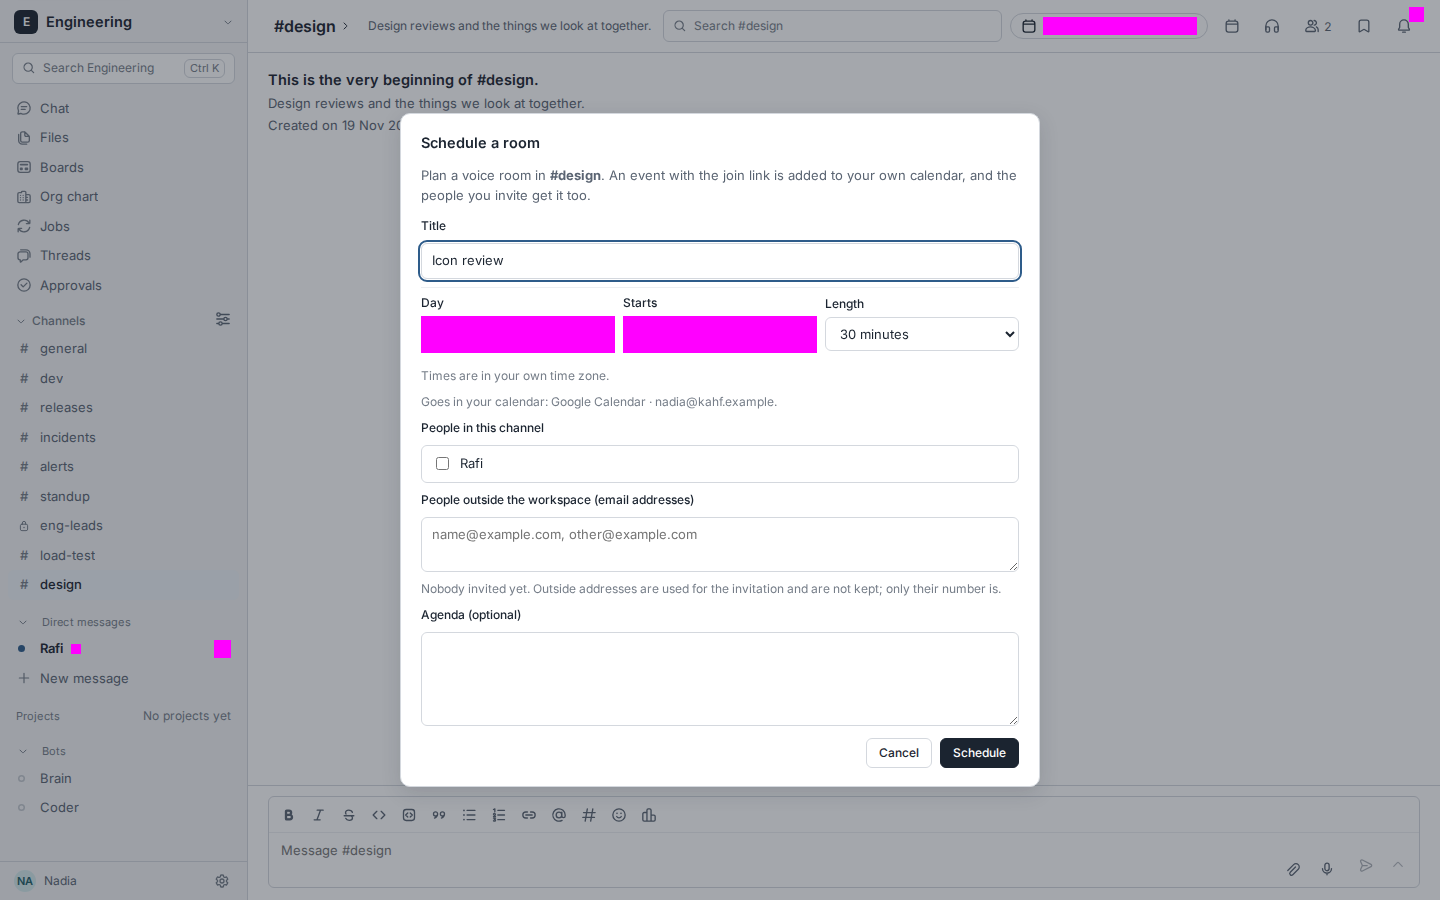 E Engineering
Search Engineering Ctrl K
Chat
Files
Boards
Org chart
Jobs
Threads
Approvals
Channels
# general
# dev
# releases
# incidents
# alerts
# standup
eng-leads
# load-test
# design
Direct messages
Rafi
New message
Projects No projects yet
Bots
Brain
Coder
NA Nadia
#design Design reviews and the things we look at together. Search #design 2
This is the very beginning of #design.
Design reviews and the things we look at together.
Created on 19 Nov
Schedule a room
Plan a voice room in #design. An event with the join link is added to your own calendar, and the
people you invite get it too.
Title
Icon review
Day Starts Length
30 minutes
Times are in your own time zone.
Goes in your calendar: Google Calendar · nadia@kahf.example.
People in this channel
Rafi
People outside the workspace (email addresses)
name@example.com, other@example.com
Nobody invited yet. Outside addresses are used for the invitation and are not kept; only their number is.
Agenda (optional)
Cancel Schedule
Message #design